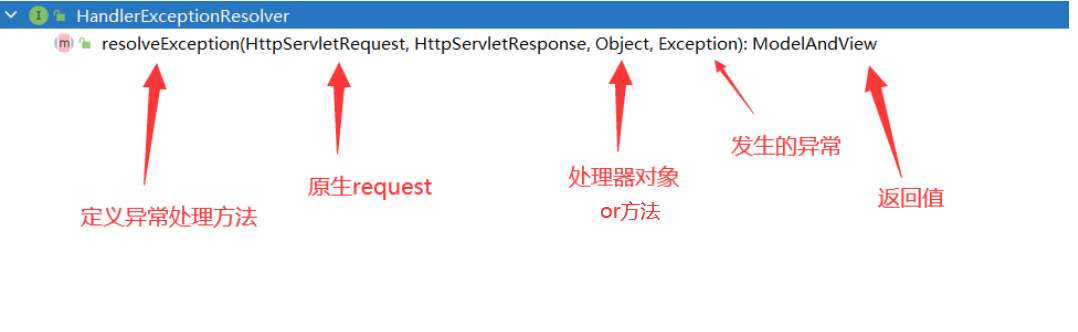 HandlerExceptionResolver
resolveException(HttpServletRequest, HttpServletResponse, Object, Exception): ModelAndView
发生的异常
处理器对象
原生request
返回值
or方法
定义异常处理方法